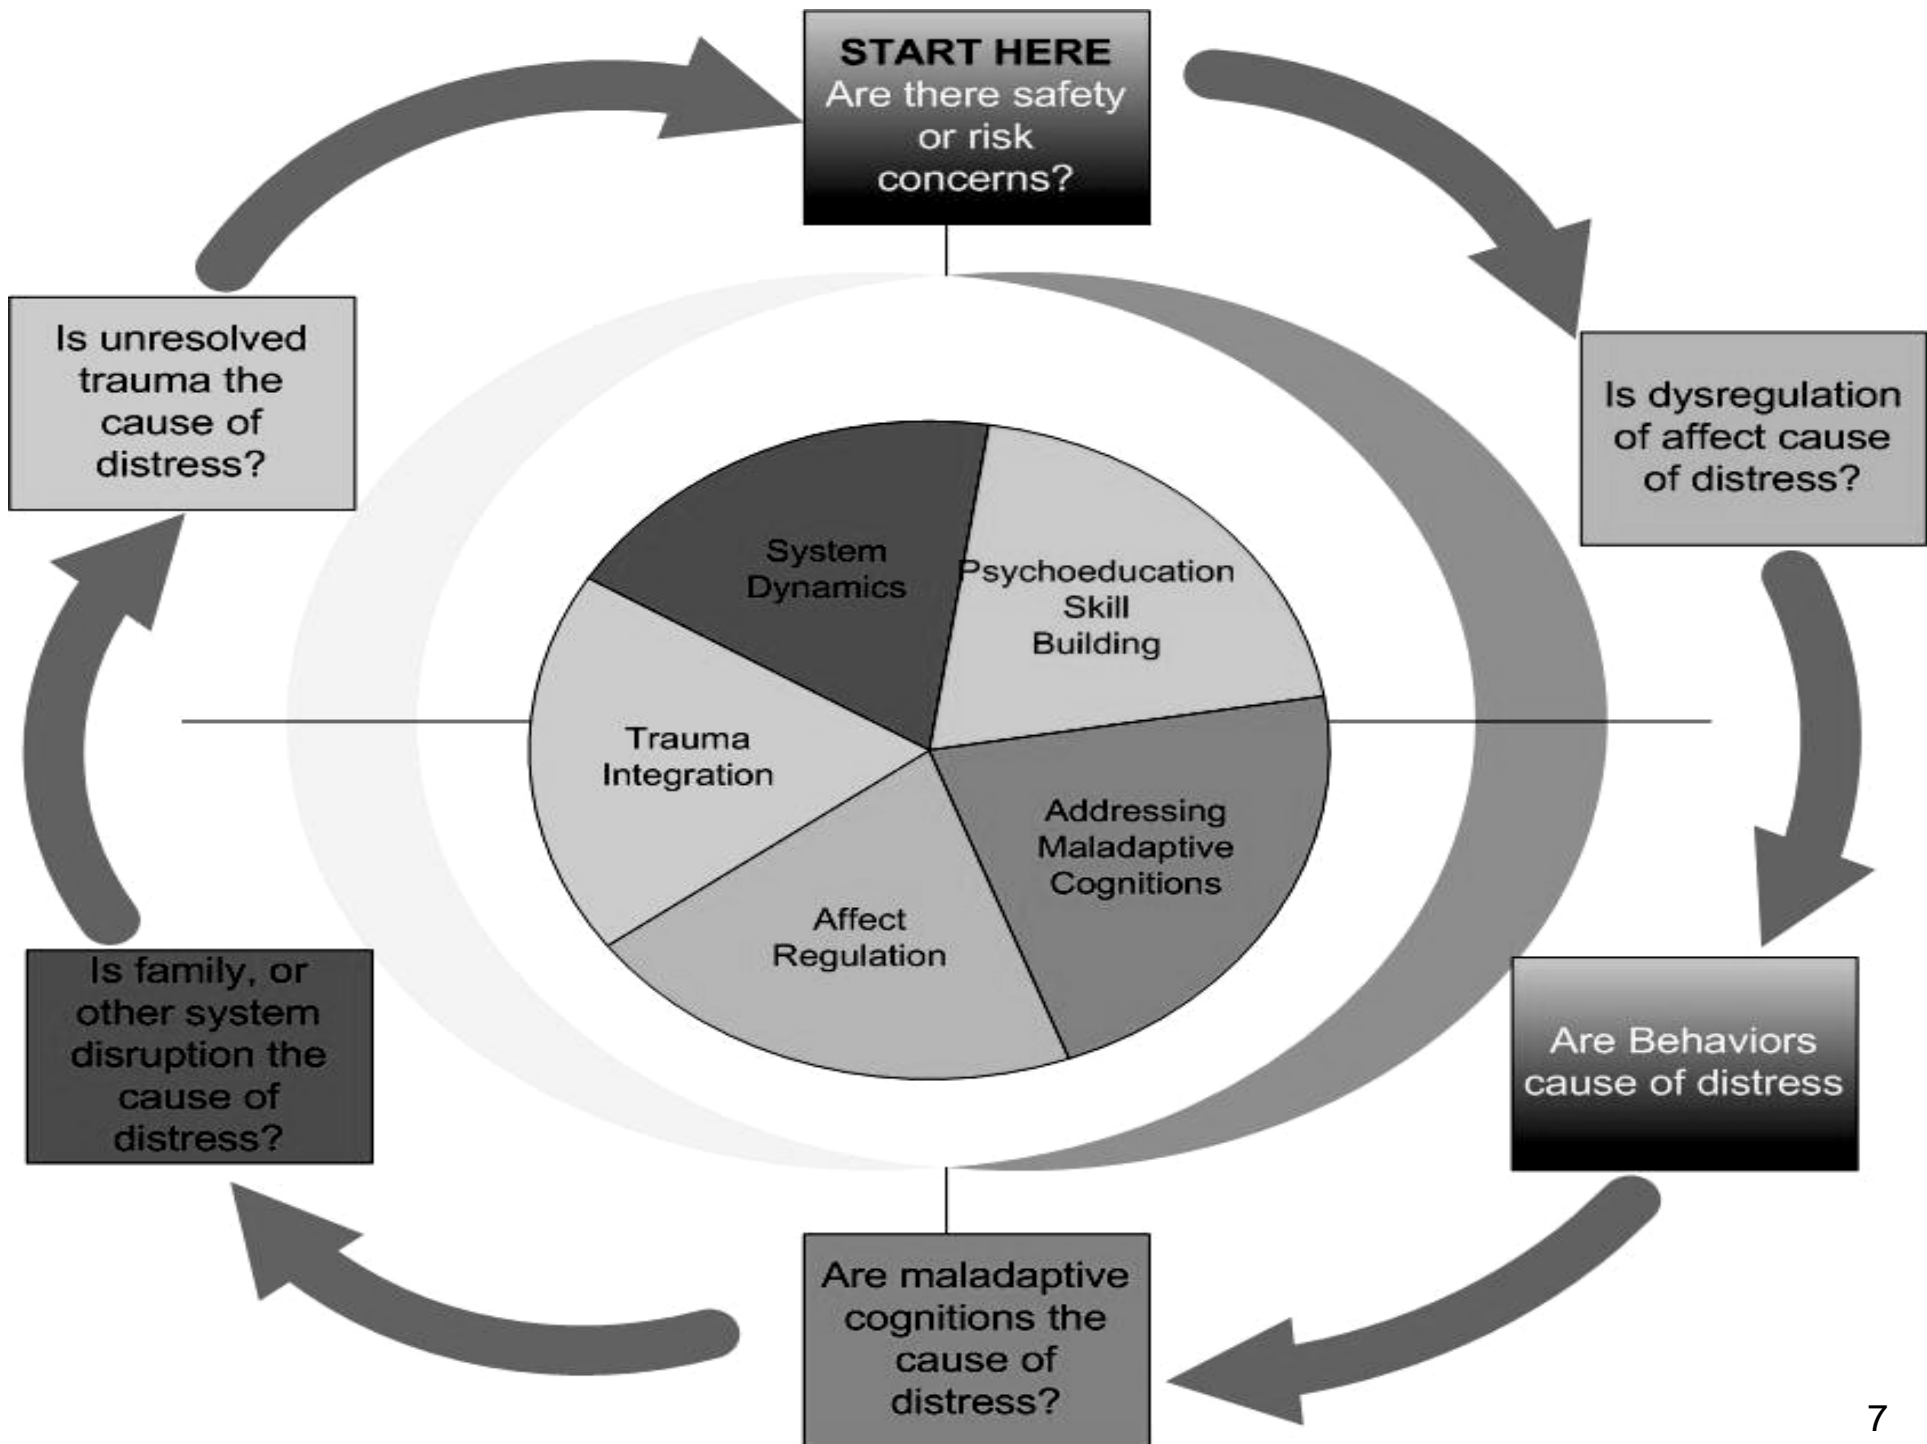 START HERE
Are there safety
or risk
concerns?
Is dysregulation
of affect cause
of distress?
Are Behaviors
cause of distress
Are maladaptive
cognitions the
cause of
distress?
Is family, or
other system
disruption the
cause of
distress?
Is unresolved
trauma the
cause of
distress?
System
Dynamics
Psychoeducation
Skill
Building
Addressing
Maladaptive
Cognitions
Affect
Regulation
Trauma
Integration
7